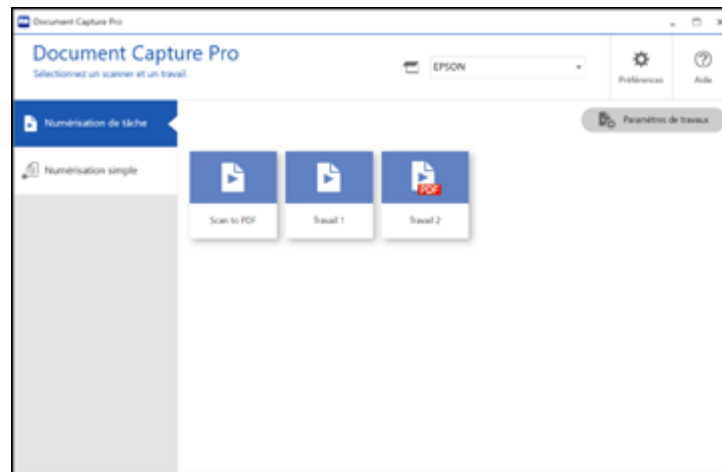 Document Capture Pro
Document Capture Pro
Sélectionnez un scanner et un travail.
EPSON
Préférences
Aide
Numérisation de tâche
Paramètres de travaux
Numérisation simple
Scan to PDF
Travail 1
PDF
Travail 2